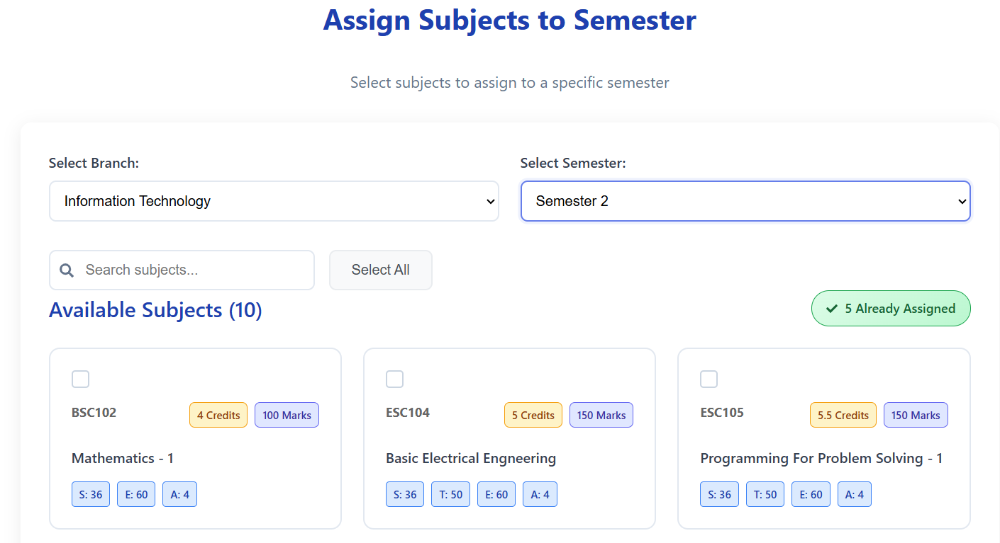 Assign Subjects to Semester
Select subjects to assign to a specific semester
Select Branch:
Select Semester:
Information Technology
Semester 2
Search subjects...
Select All
Available Subjects (10)
5 Already Assigned
BSC102
4 Credits
100 Marks
Mathematics - 1
S: 36
E: 60
A: 4
ESC104
5 Credits
150 Marks
Basic Electrical Engneering
S: 36
T: 50
E: 60
A: 4
ESC105
5.5 Credits
150 Marks
Programming For Problem Solving - 1
S: 36
T: 50
E: 60
A: 4